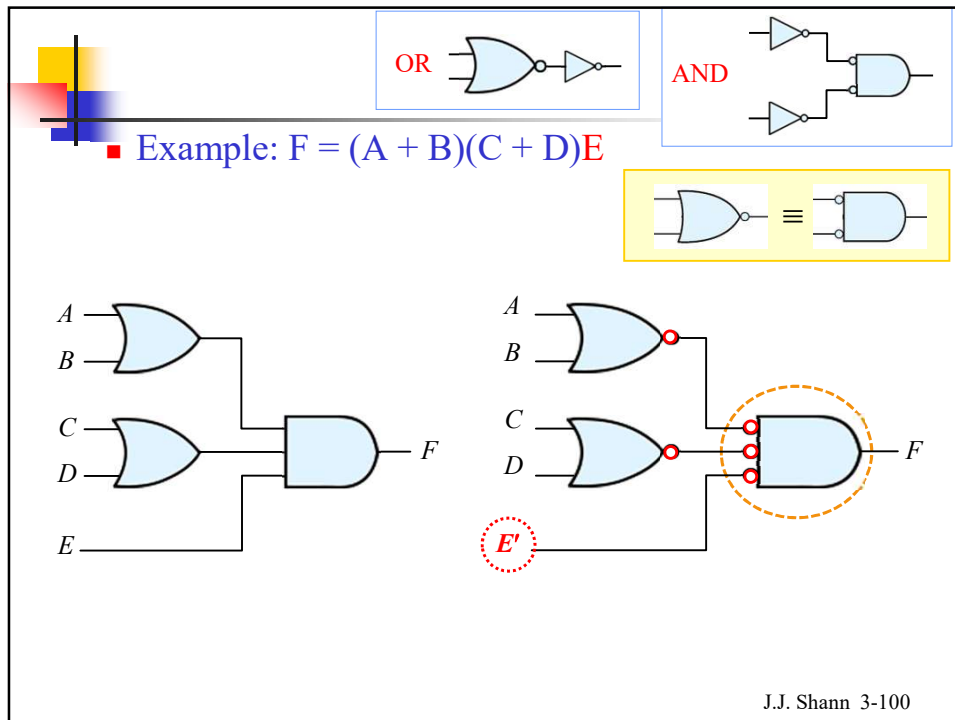 OR
AND
Example: F = (A + B)(C + D)E
≡
A
B
C
D
E
F
A
B
C
D
E'
F
J.J. Shann 3-100